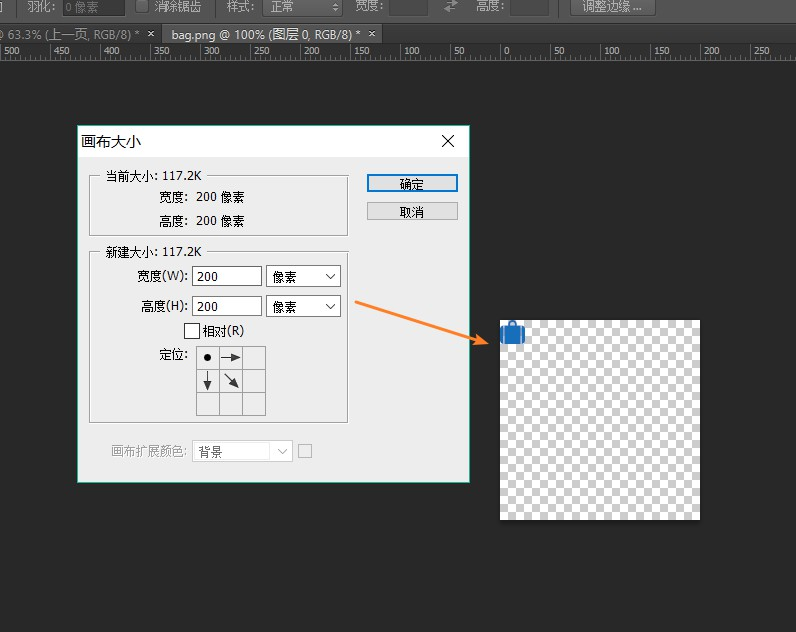 羽化: 0 像素 消除锯齿 样式: 正常 宽度: 高度: 调整边缘...
@ 63.3% (上一页, RGB/8) * × bag.png @ 100% (图层 0, RGB/8) * ×
500 450 400 350 300 250 200 150 100 50 0 50 100 150 200 250
画布大小
当前大小: 117.2K
宽度: 200 像素
高度: 200 像素
确定
取消
新建大小: 117.2K
宽度(W): 200 像素
高度(H): 200 像素
相对(R)
定位:
画布扩展颜色: 背景